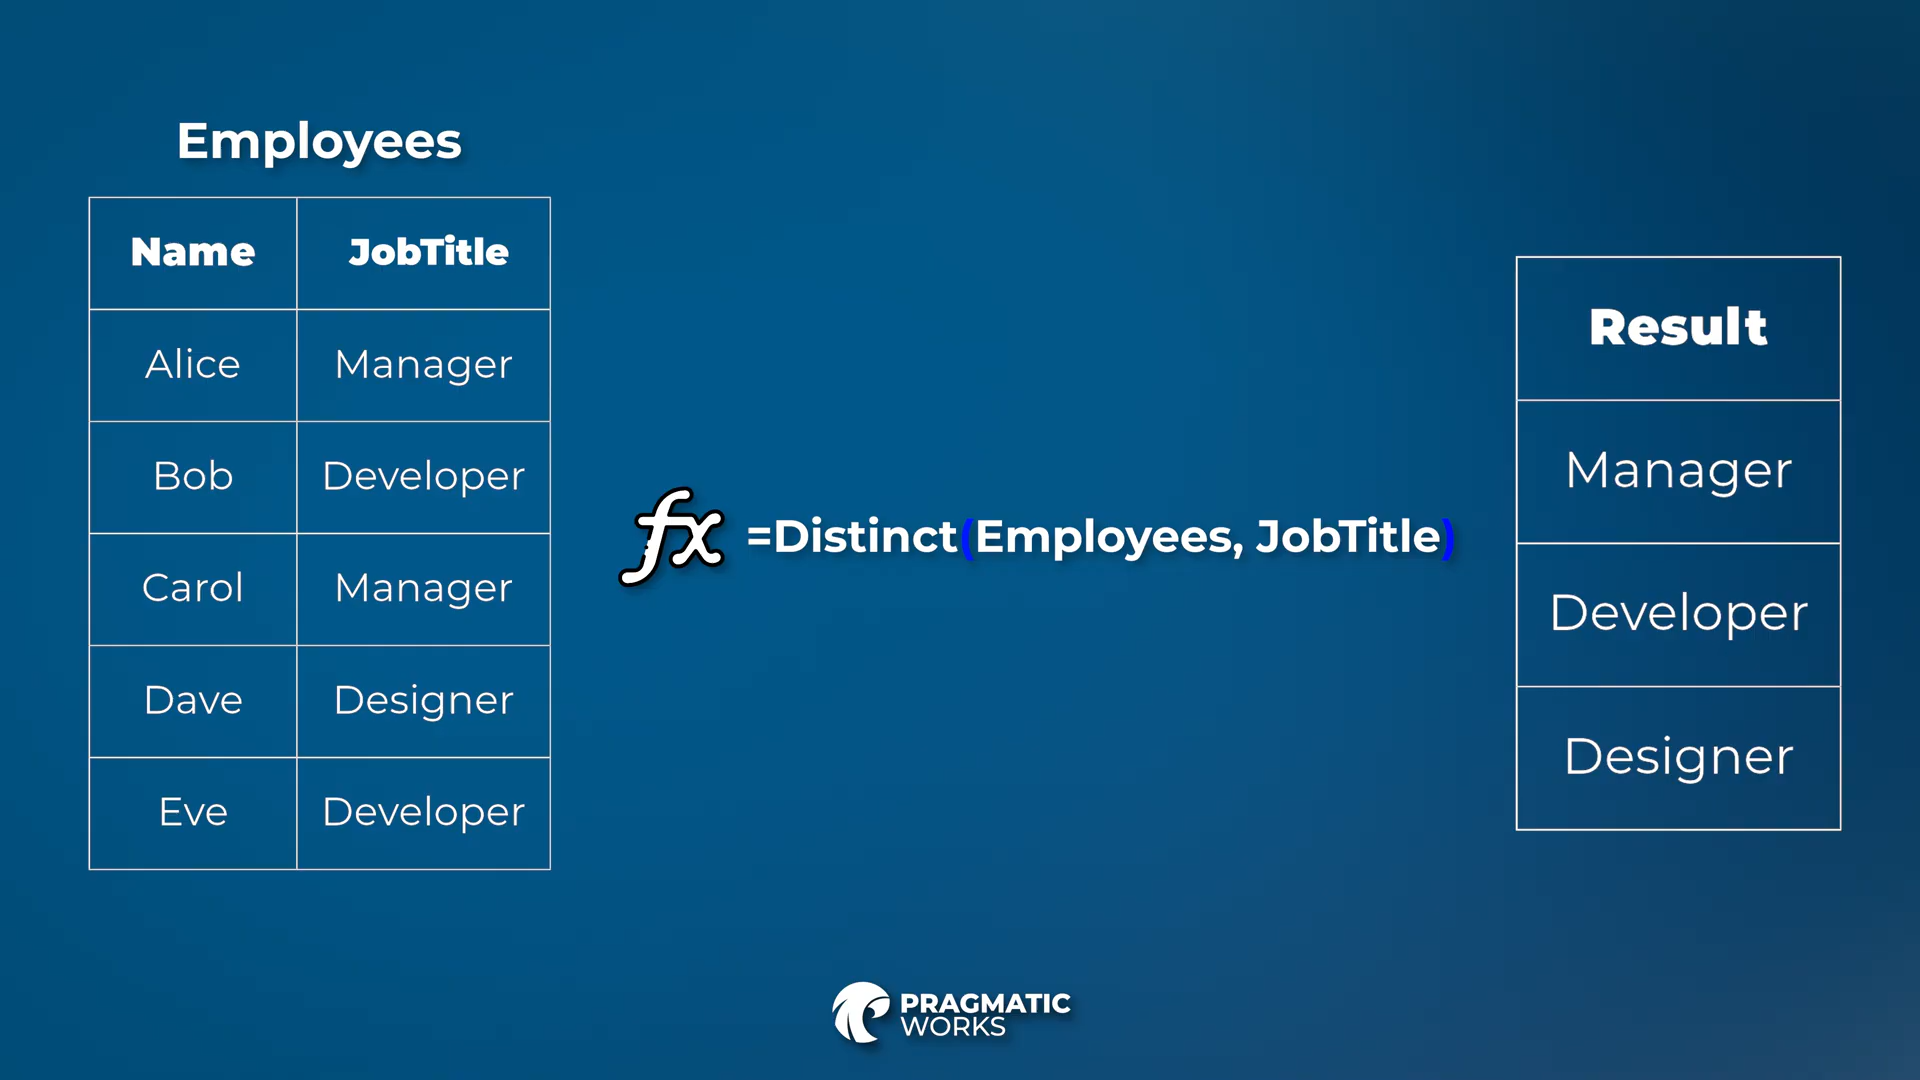 Employees
Name JobTitle
Alice Manager
Bob Developer
Carol Manager
Dave Designer
Eve Developer
fx =Distinct(Employees, JobTitle)
Result
Manager
Developer
Designer
PRAGMATIC
WORKS